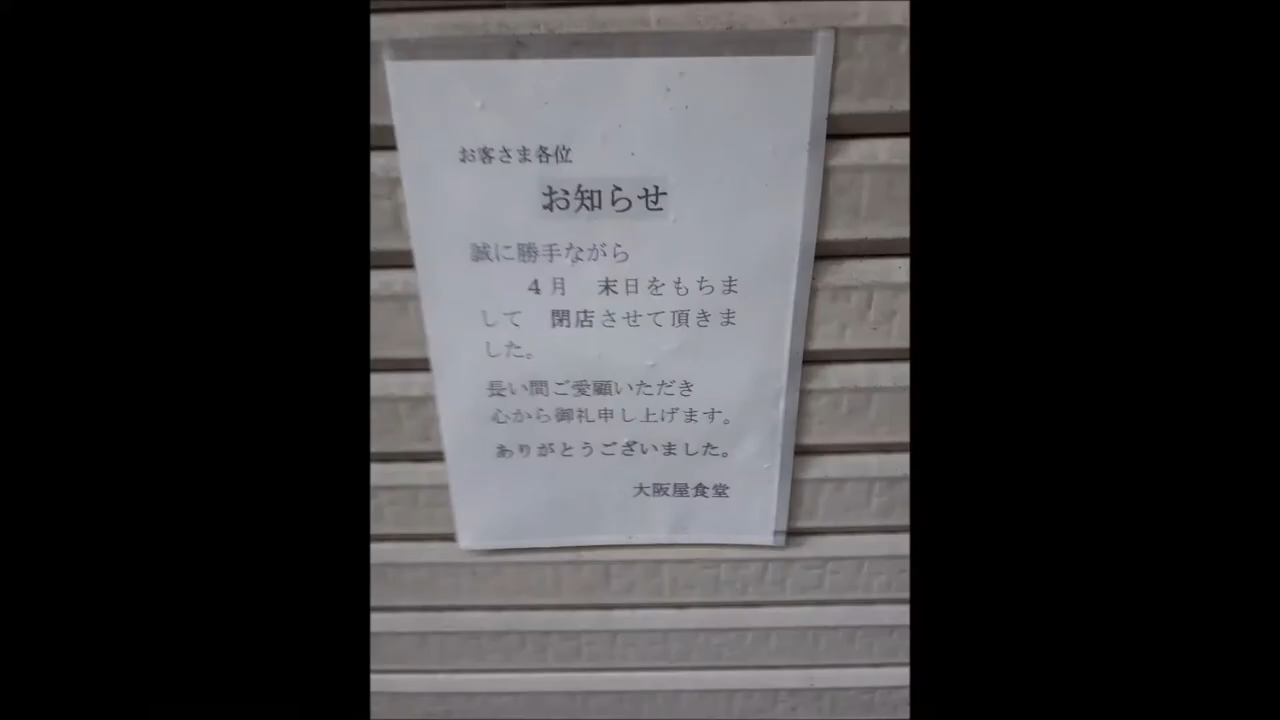 お客さま各位
お知らせ
誠に勝手ながら
4月 末日をもちま
して 閉店させて頂きま
した。
長い間ご愛顧いただき
心から御礼申し上げます。
ありがとうございました。
大阪屋食堂